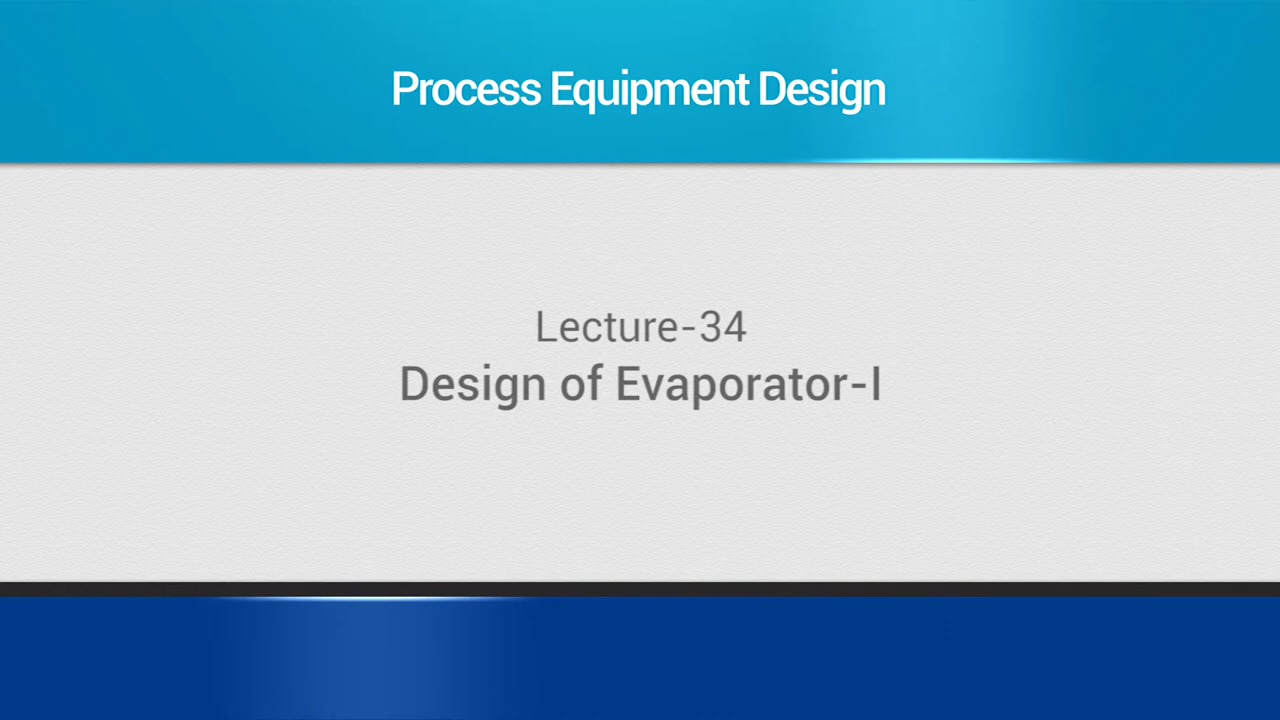 Process Equipment Design
Lecture-34
Design of Evaporator-I